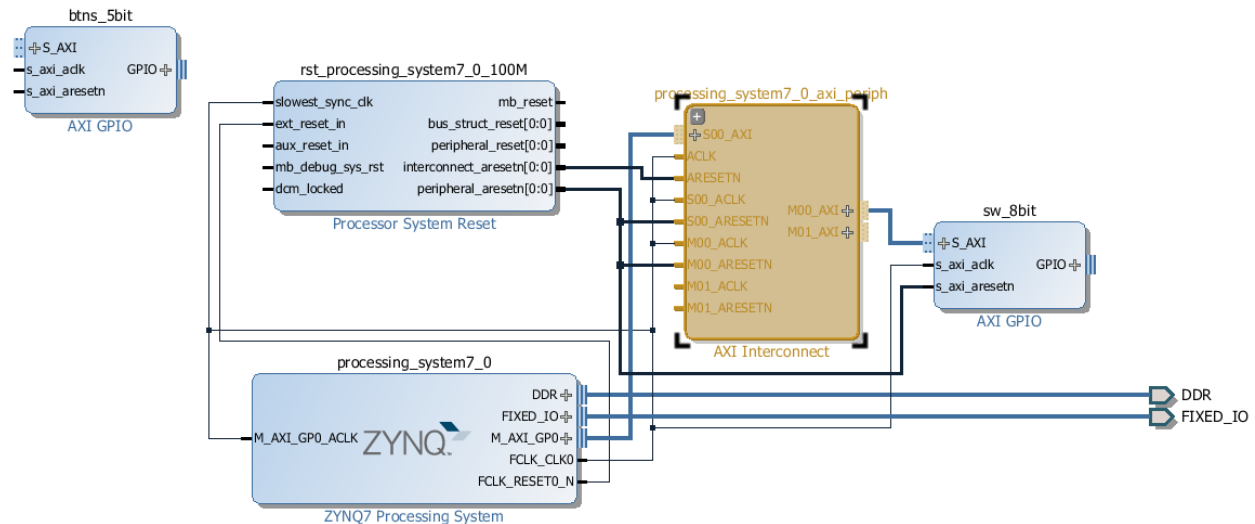 btns_5bit
S_AXI
s_axi_aclk
GPIO
s_axi_aresetn
AXI GPIO
rst_processing_system7_0_100M
slowest_sync_clk
mb_reset
ext_reset_in
bus_struct_reset[0:0]
aux_reset_in
peripheral_reset[0:0]
mb_debug_sys_rst
interconnect_aresetn[0:0]
dcm_locked
peripheral_aresetn[0:0]
Processor System Reset
processing_system7_0_axi_periph
S00_AXI
ACLK
ARESETN
S00_ACLK
S00_ARESETN
M00_AXI
M00_ACLK
M01_AXI
M00_ARESETN
M01_ACLK
M01_ARESETN
AXI Interconnect
sw_8bit
S_AXI
s_axi_aclk
GPIO
s_axi_aresetn
AXI GPIO
processing_system7_0
DDR
FIXED_IO
M_AXI_GP0_ACLK
ZYNQ
M_AXI_GP0
FCLK_CLK0
FCLK_RESET0_N
ZYNQ7 Processing System
DDR
FIXED_IO